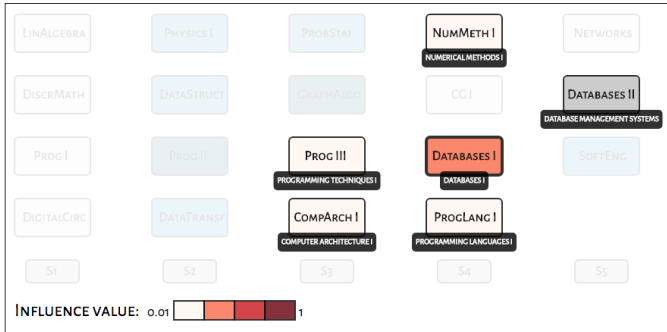 LinAlgebra Physics I ProbStat NumMeth I Networks
NUMERICAL METHODS I
DiscrMath DataStruct GraphAlgo CG I Databases II
DATABASE MANAGEMENT SYSTEMS
Prog I Prog II Prog III Databases I SoftEng
PROGRAMMING TECHNIQUES I DATABASES I
DigitalCirc DataTransf CompArch I ProgLang I
COMPUTER ARCHITECTURE I PROGRAMMING LANGUAGES I
S1 S2 S3 S4 S5
Influence value: 0.01 1